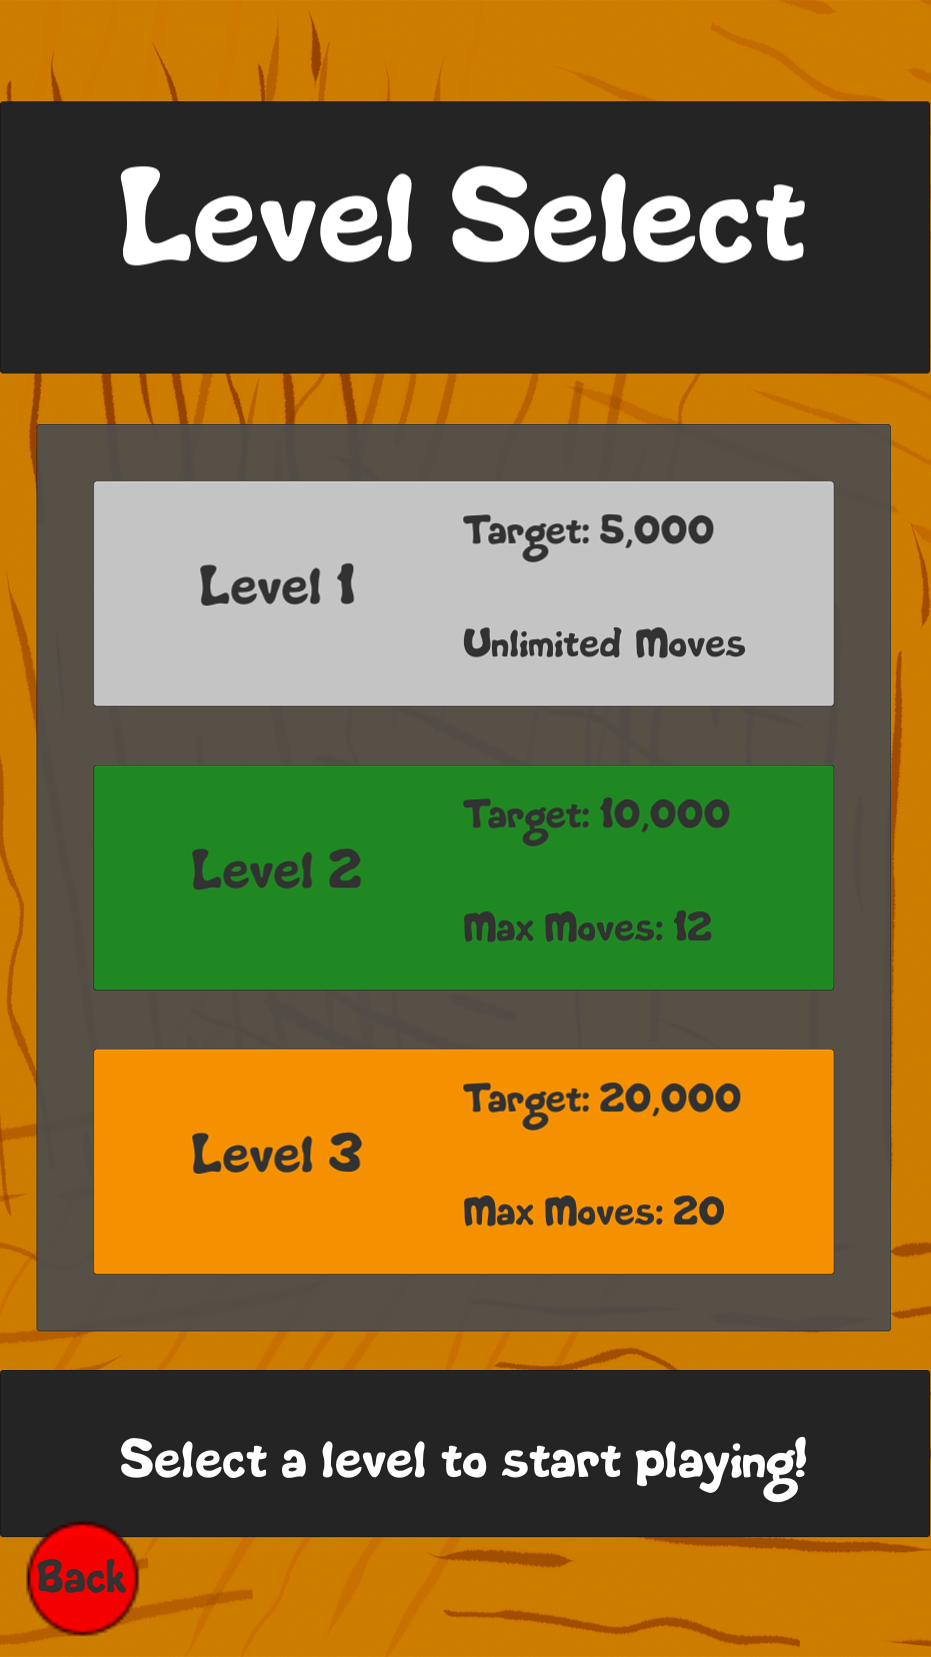 Level Select
Level 1
Target: 5,000
Unlimited Moves
Level 2
Target: 10,000
Max Moves: 12
Level 3
Target: 20,000
Max Moves: 20
Select a level to start playing!
Back